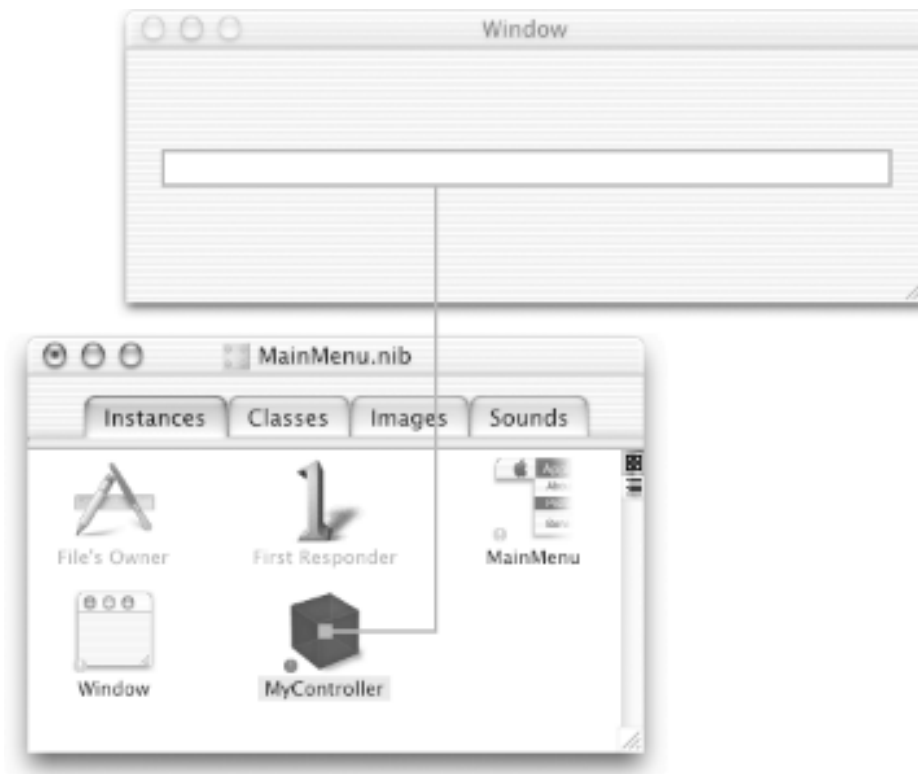 Window
MainMenu.nib
Instances Classes Images Sounds
File's Owner First Responder MainMenu
Window MyController